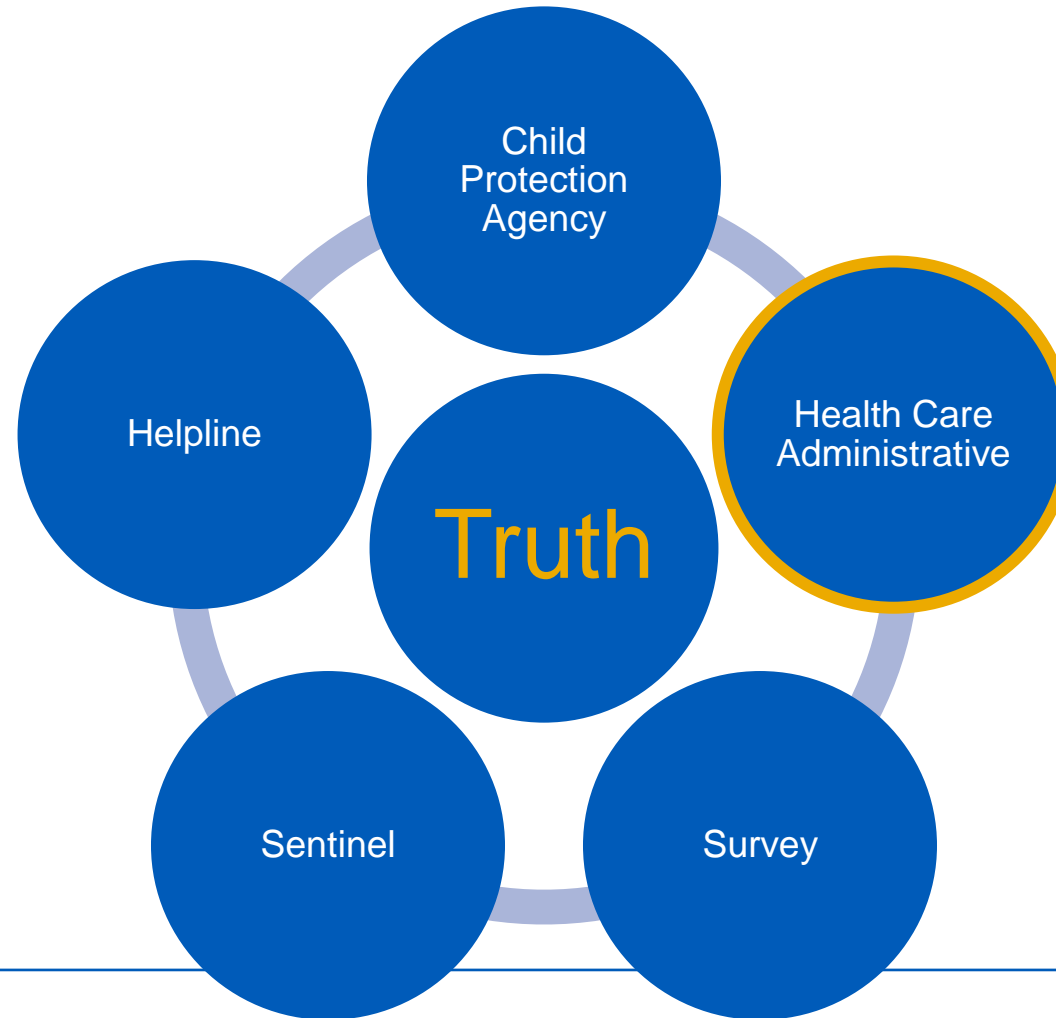 Child
Protection
Agency
Health Care
Administrative
Helpline
Truth
Sentinel
Survey